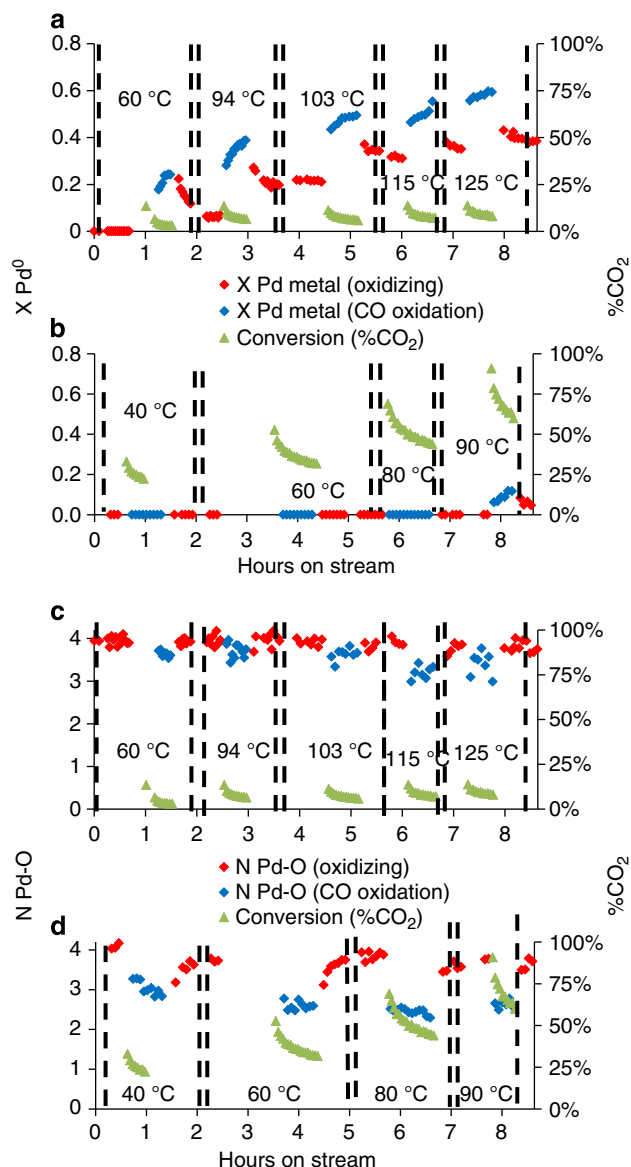 a
0.8 100%
60 °C 94 °C 103 °C
0.6 75%
0.4 50%
115 °C 125 °C
0.2 25%
0 0%
0 1 2 3 4 5 6 7 8
X Pd⁰
%CO₂
X Pd metal (oxidizing)
X Pd metal (CO oxidation)
Conversion (%CO₂)
b
0.8 100%
40 °C 90 °C
0.6 75%
0.4 50%
60 °C 80 °C
0.2 25%
0.0 0%
0 1 2 3 4 5 6 7 8
Hours on stream
c
4 100%
3 75%
2 50%
60 °C 94 °C 103 °C 115 °C 125 °C
1 25%
0 0%
0 1 2 3 4 5 6 7 8
N Pd-O
%CO₂
N Pd-O (oxidizing)
N Pd-O (CO oxidation)
Conversion (%CO₂)
d
4 100%
3 75%
2 50%
1 25%
40 °C 60 °C 80 °C 90 °C
0 0%
0 1 2 3 4 5 6 7 8
Hours on stream